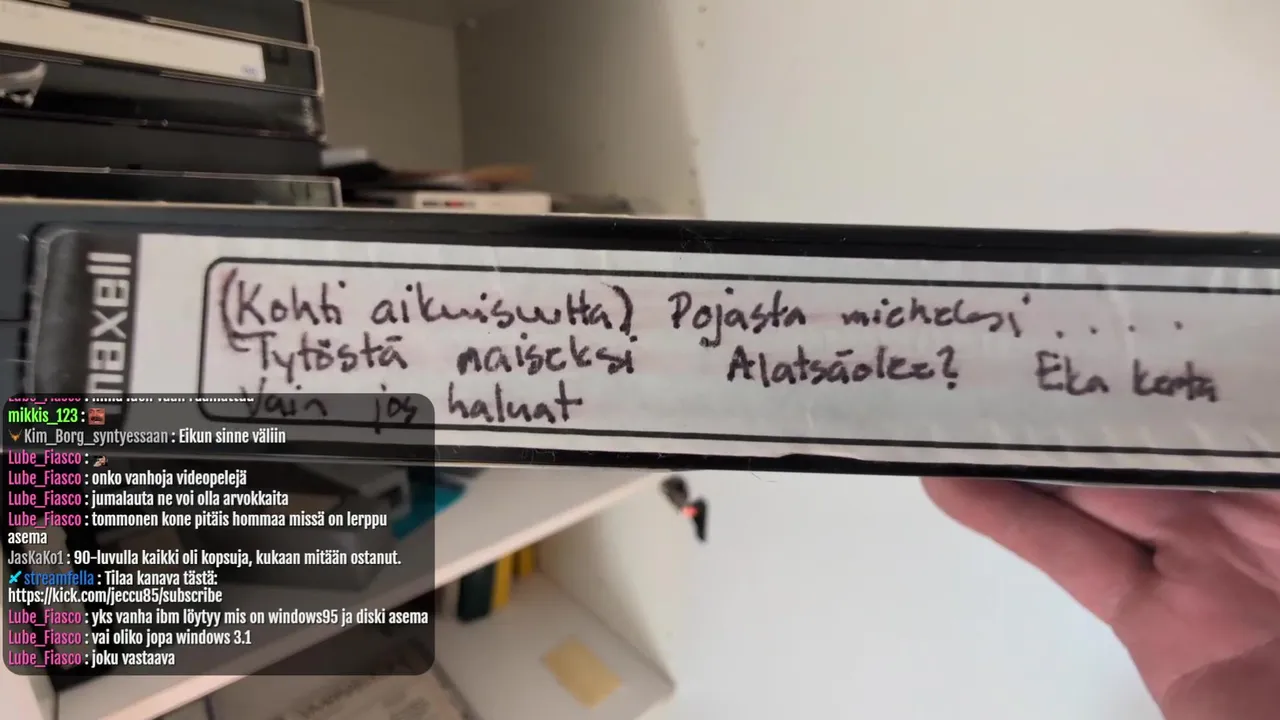 maxell
(Kohti aikuisuutta) Pojasta mieheksi....
Tytöstä naiseksi Alatsäolee? Eka kerta
Vain jos haluat
mikkis_123 :
Kim_Borg_syntyessaan : Eikun sinne väliin
Lube_Fiasco :
Lube_Fiasco : onko vanhoja videopelejä
Lube_Fiasco : jumalauta ne voi olla arvokkaita
Lube_Fiasco : tommonen kone pitäis hommaa missä on lerppu
asema
JasKaKo1 : 90-luvulla kaikki oli kopsuja, kukaan mitään ostanut.
streamfella : Tilaa kanava tästä:
https://kick.com/jeccu85/subscribe
Lube_Fiasco : yks vanha ibm löytyy mis on windows95 ja diski asema
Lube_Fiasco : vai oliko jopa windows 3.1
Lube_Fiasco : joku vastaava